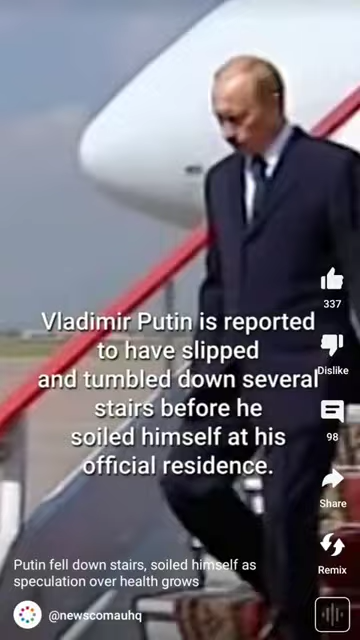 Vladimir Putin is reported
to have slipped
and tumbled down several
stairs before he
soiled himself at his
official residence.
337
Dislike
98
Share
Remix
Putin fell down stairs, soiled himself as
speculation over health grows
@newscomauhq